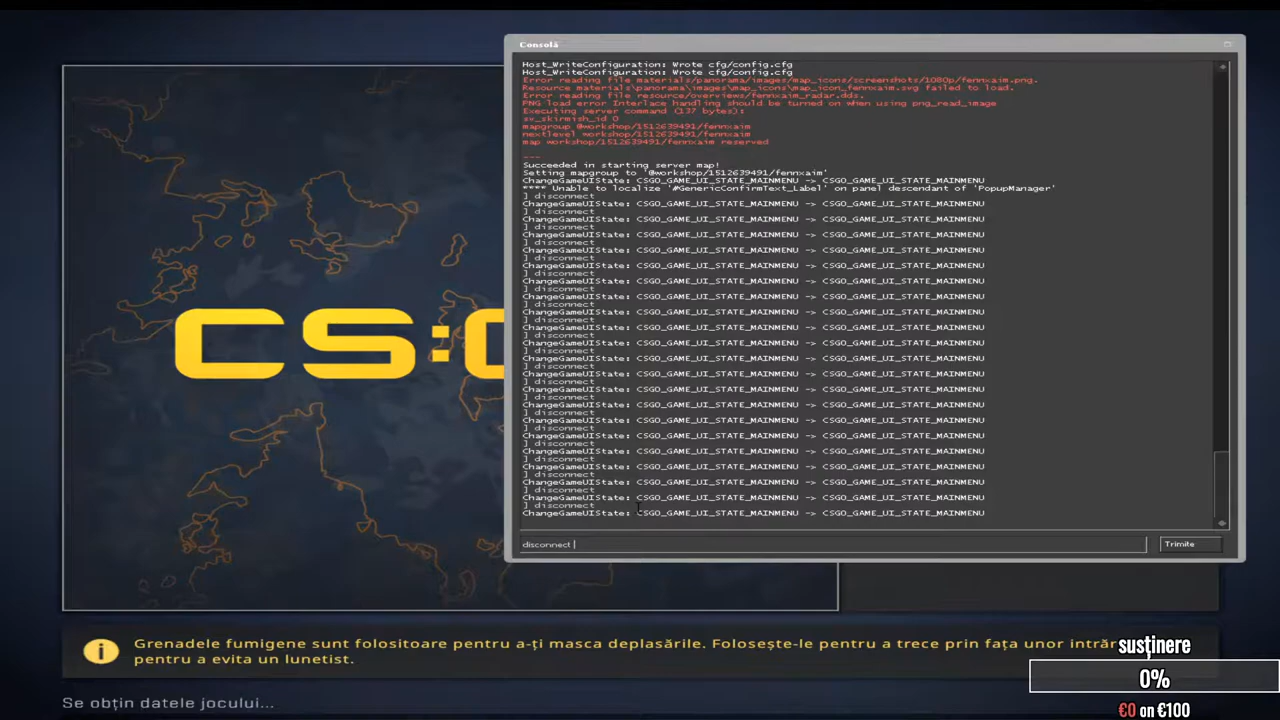 Consolă
Host_WriteConfiguration: Wrote cfg/config.cfg
Host_WriteConfiguration: Wrote cfg/config.cfg
Error reading file materials/panorama/images/map_icons/screenshots/1080p/fennxaim.png.
Resource materials\panorama\images\map_icons\map_icon_fennxaim.svg failed to load.
Error reading file resource/overviews/fennxaim_radar.dds.
PNG load error Interlace handling should be turned on when using png_read_image
Executing server command (137 bytes):
sv_skirmish_id 0
mapgroup @workshop/1512639491/fennxaim
nextlevel workshop/1512639491/fennxaim
map workshop/1512639491/fennxaim reserved
---
Succeeded in starting server map!
Setting mapgroup to '@workshop/1512639491/fennxaim'
ChangeGameUIState: CSGO_GAME_UI_STATE_MAINMENU -> CSGO_GAME_UI_STATE_MAINMENU
**** Unable to localize '#GenericConfirmText_Label' on panel descendant of 'PopupManager'
] disconnect
ChangeGameUIState: CSGO_GAME_UI_STATE_MAINMENU -> CSGO_GAME_UI_STATE_MAINMENU
] disconnect
ChangeGameUIState: CSGO_GAME_UI_STATE_MAINMENU -> CSGO_GAME_UI_STATE_MAINMENU
] disconnect
ChangeGameUIState: CSGO_GAME_UI_STATE_MAINMENU -> CSGO_GAME_UI_STATE_MAINMENU
] disconnect
ChangeGameUIState: CSGO_GAME_UI_STATE_MAINMENU -> CSGO_GAME_UI_STATE_MAINMENU
] disconnect
ChangeGameUIState: CSGO_GAME_UI_STATE_MAINMENU -> CSGO_GAME_UI_STATE_MAINMENU
] disconnect
ChangeGameUIState: CSGO_GAME_UI_STATE_MAINMENU -> CSGO_GAME_UI_STATE_MAINMENU
] disconnect
ChangeGameUIState: CSGO_GAME_UI_STATE_MAINMENU -> CSGO_GAME_UI_STATE_MAINMENU
] disconnect
ChangeGameUIState: CSGO_GAME_UI_STATE_MAINMENU -> CSGO_GAME_UI_STATE_MAINMENU
] disconnect
ChangeGameUIState: CSGO_GAME_UI_STATE_MAINMENU -> CSGO_GAME_UI_STATE_MAINMENU
] disconnect
ChangeGameUIState: CSGO_GAME_UI_STATE_MAINMENU -> CSGO_GAME_UI_STATE_MAINMENU
] disconnect
ChangeGameUIState: CSGO_GAME_UI_STATE_MAINMENU -> CSGO_GAME_UI_STATE_MAINMENU
] disconnect
ChangeGameUIState: CSGO_GAME_UI_STATE_MAINMENU -> CSGO_GAME_UI_STATE_MAINMENU
] disconnect
ChangeGameUIState: CSGO_GAME_UI_STATE_MAINMENU -> CSGO_GAME_UI_STATE_MAINMENU
] disconnect
ChangeGameUIState: CSGO_GAME_UI_STATE_MAINMENU -> CSGO_GAME_UI_STATE_MAINMENU
] disconnect
ChangeGameUIState: CSGO_GAME_UI_STATE_MAINMENU -> CSGO_GAME_UI_STATE_MAINMENU
] disconnect
ChangeGameUIState: CSGO_GAME_UI_STATE_MAINMENU -> CSGO_GAME_UI_STATE_MAINMENU
] disconnect
ChangeGameUIState: CSGO_GAME_UI_STATE_MAINMENU -> CSGO_GAME_UI_STATE_MAINMENU
] disconnect
ChangeGameUIState: CSGO_GAME_UI_STATE_MAINMENU -> CSGO_GAME_UI_STATE_MAINMENU
] disconnect
ChangeGameUIState: CSGO_GAME_UI_STATE_MAINMENU -> CSGO_GAME_UI_STATE_MAINMENU
] disconnect
ChangeGameUIState: CSGO_GAME_UI_STATE_MAINMENU -> CSGO_GAME_UI_STATE_MAINMENU
] disconnect
ChangeGameUIState: CSGO_GAME_UI_STATE_MAINMENU -> CSGO_GAME_UI_STATE_MAINMENU
disconnect
Trimite
CS:
Grenadele fumigene sunt folositoare pentru a-ți masca deplasările. Folosește-le pentru a trece prin fața unor
pentru a evita un lunetist.
Se obțin datele jocului...
susținere
0%
€0 on €100